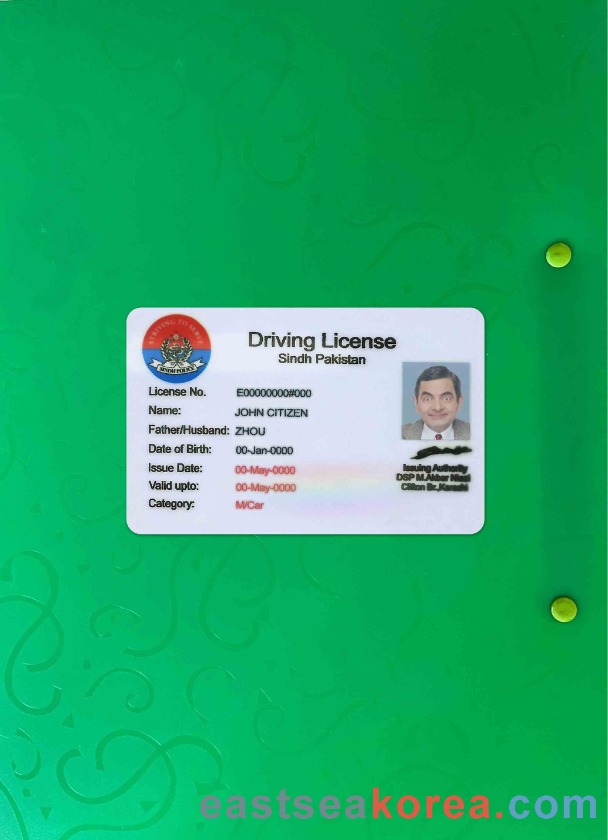 STRIVING TO SERVE
SINDH POLICE
Driving License
Sindh Pakistan
License No. E00000000#000
Name: JOHN CITIZEN
Father/Husband: ZHOU
Date of Birth: 00-Jan-0000
Issue Date: 00-May-0000
Valid upto: 00-May-0000
Category: M/Car
Issuing Authority
DSP M.Akbar Niazi
Clifton Br.,Karachi
eastseakorea.com